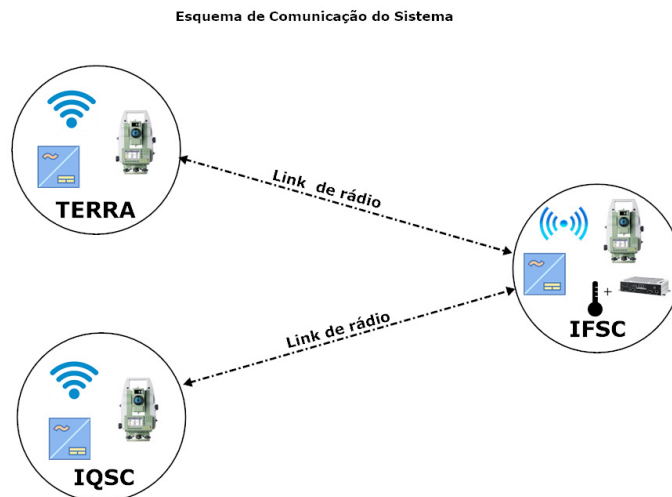 Esquema de Comunicação do Sistema
TERRA
Link de rádio
+
IFSC
Link de rádio
IQSC